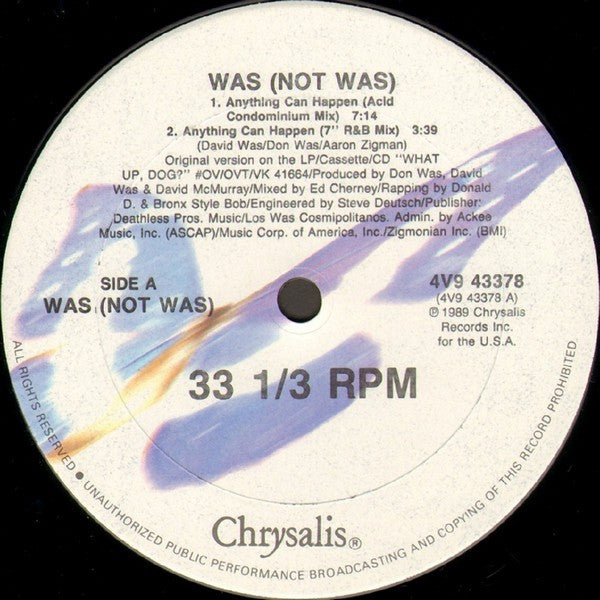 WAS (NOT WAS)
1. Anything Can Happen (Acid
Condominium Mix) 7:14
2. Anything Can Happen (7" R&B Mix) 3:39
(David Was/Don Was/Aaron Zigman)
Original version on the LP/Cassette/CD "WHAT
UP, DOG?" #OV/OVT/VK 41664/Produced by Don Was, David
Was & David McMurray/Mixed by Ed Cherney/Rapping by Donald
D. & Bronx Style Bob/Engineered by Steve Deutsch/Publisher:
Deathless Pros. Music/Los Was Cosmipolitanos. Admin. by Ackee
Music, Inc. (ASCAP)/Music Corp. of America, Inc./Zigmonian Inc. (BMI)
SIDE A
WAS (NOT WAS)
4V9 43378
(4V9 43378 A)
℗ 1989 Chrysalis
Records Inc.
for the U.S.A.
33 1/3 RPM
Chrysalis®
ALL RIGHTS RESERVED ● UNAUTHORIZED PUBLIC PERFORMANCE BROADCASTING AND COPYING OF THIS RECORD PROHIBITED